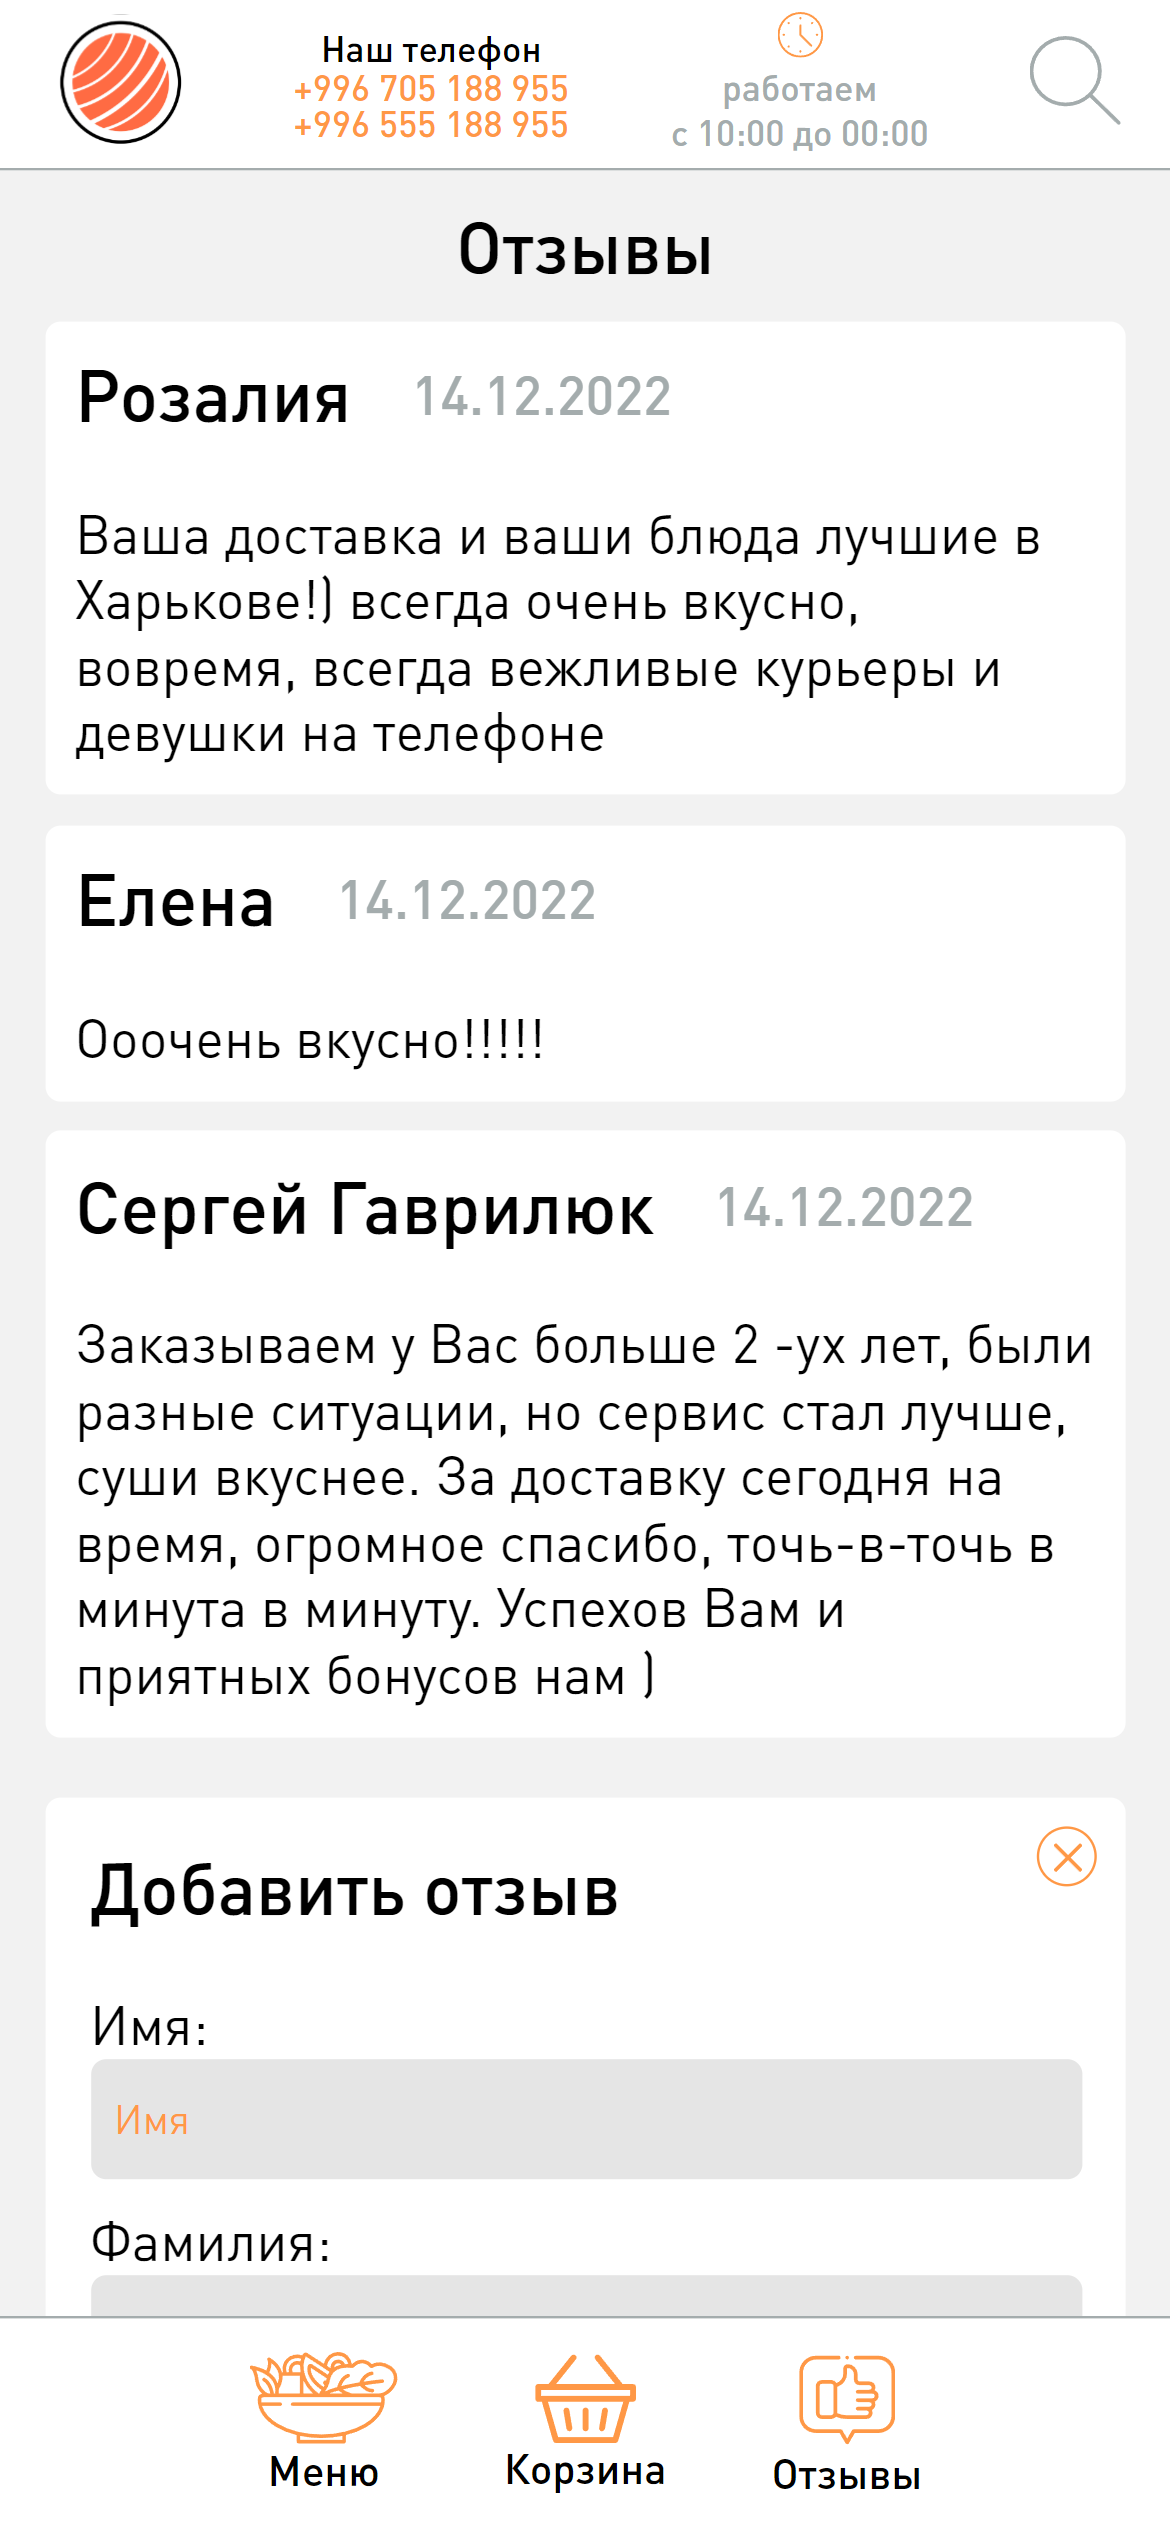 Наш телефон
+996 705 188 955
+996 555 188 955
работаем
с 10:00 до 00:00
Отзывы
Розалия 14.12.2022
Ваша доставка и ваши блюда лучшие в
Харькове!) всегда очень вкусно,
вовремя, всегда вежливые курьеры и
девушки на телефоне
Елена 14.12.2022
Ооочень вкусно!!!!!
Сергей Гаврилюк 14.12.2022
Заказываем у Вас больше 2 -ух лет, были
разные ситуации, но сервис стал лучше,
суши вкуснее. За доставку сегодня на
время, огромное спасибо, точь-в-точь в
минута в минуту. Успехов Вам и
приятных бонусов нам )
Добавить отзыв
Имя:
Имя
Фамилия:
Меню
Корзина
Отзывы